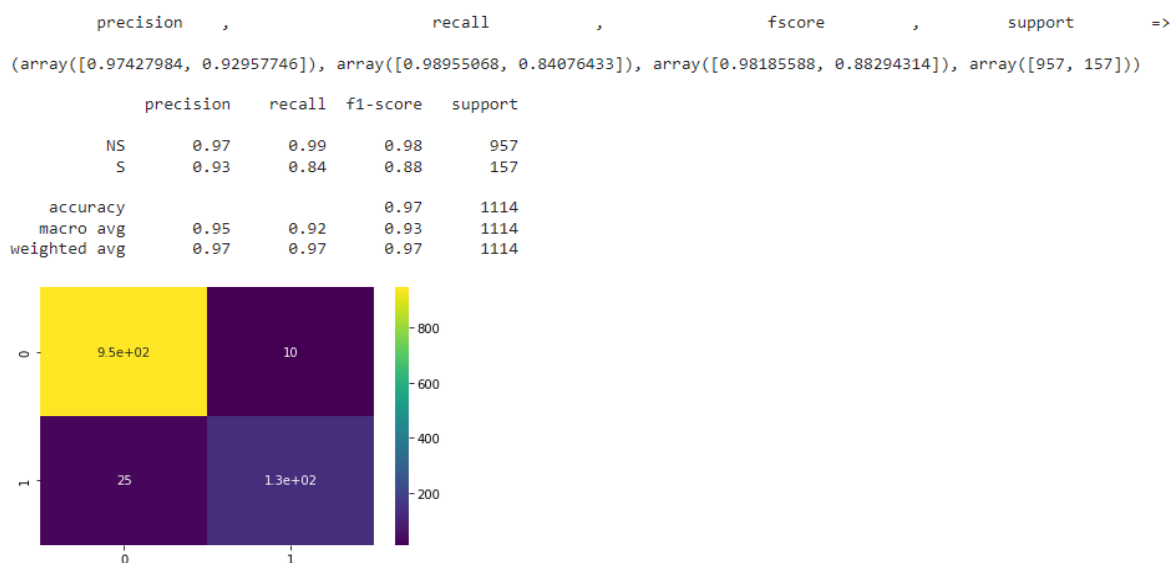 precision , recall , fscore , support =>
(array([0.97427984, 0.92957746]), array([0.98955068, 0.84076433]), array([0.98185588, 0.88294314]), array([957, 157]))
precision recall f1-score support
NS 0.97 0.99 0.98 957
S 0.93 0.84 0.88 157
accuracy 0.97 1114
macro avg 0.95 0.92 0.93 1114
weighted avg 0.97 0.97 0.97 1114
800
0 9.5e+02 10
600
400
1 25 1.3e+02
200
0 1